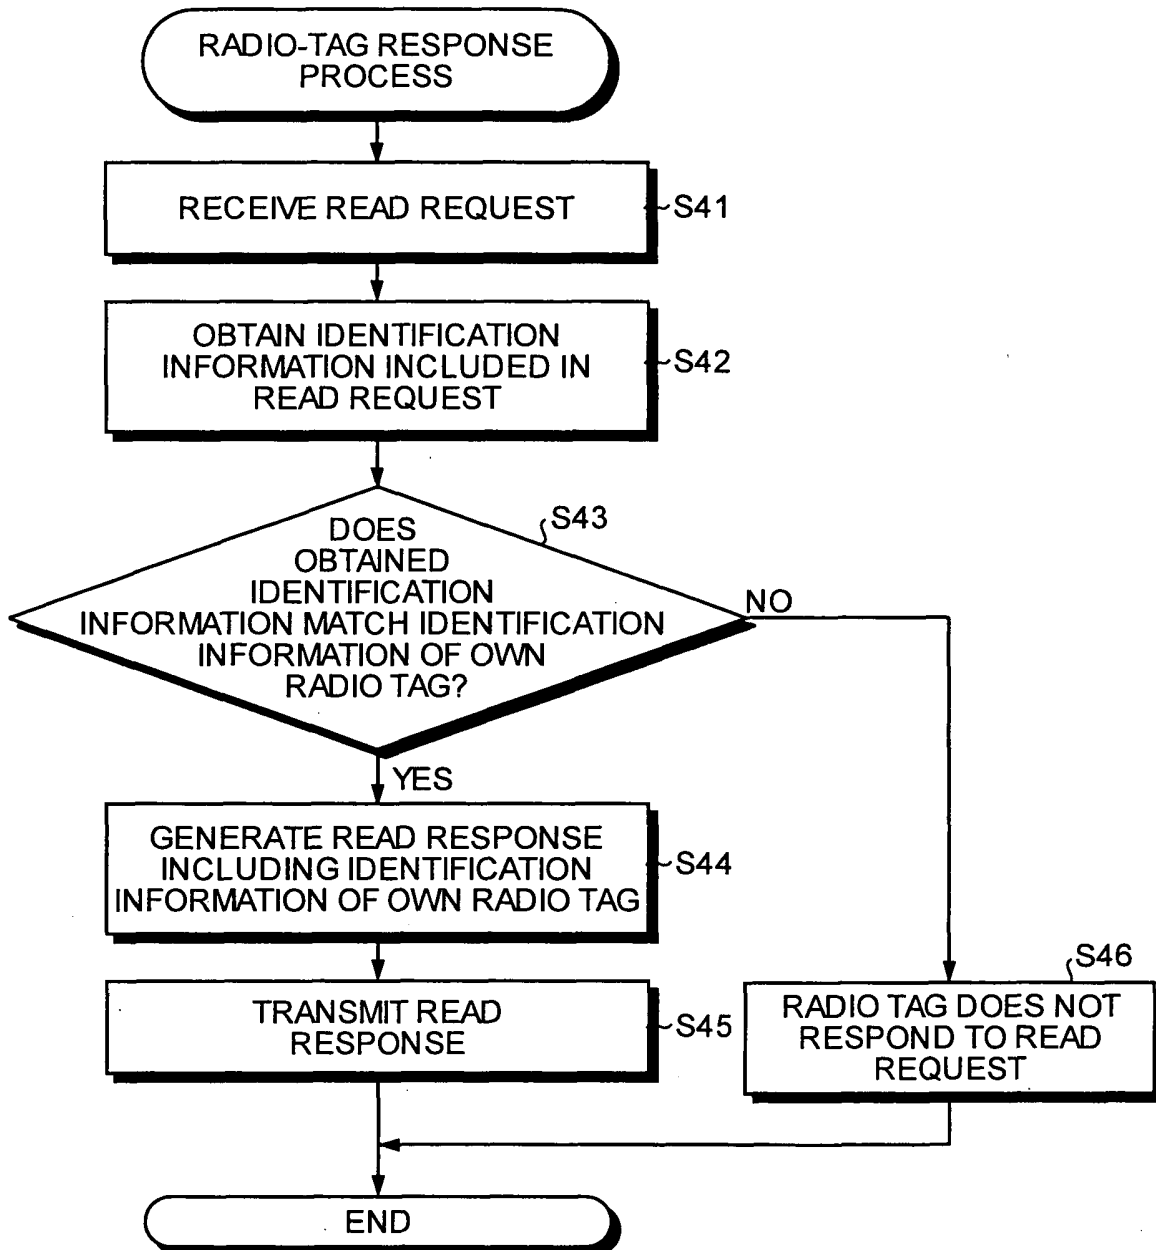 RADIO-TAG RESPONSE
PROCESS
RECEIVE READ REQUEST
S41
OBTAIN IDENTIFICATION
INFORMATION INCLUDED IN
READ REQUEST
S42
S43
DOES
OBTAINED
IDENTIFICATION
INFORMATION MATCH IDENTIFICATION
INFORMATION OF OWN
RADIO TAG?
NO
YES
GENERATE READ RESPONSE
INCLUDING IDENTIFICATION
INFORMATION OF OWN RADIO TAG
S44
TRANSMIT READ
RESPONSE
S45
S46
RADIO TAG DOES NOT
RESPOND TO READ
REQUEST
END